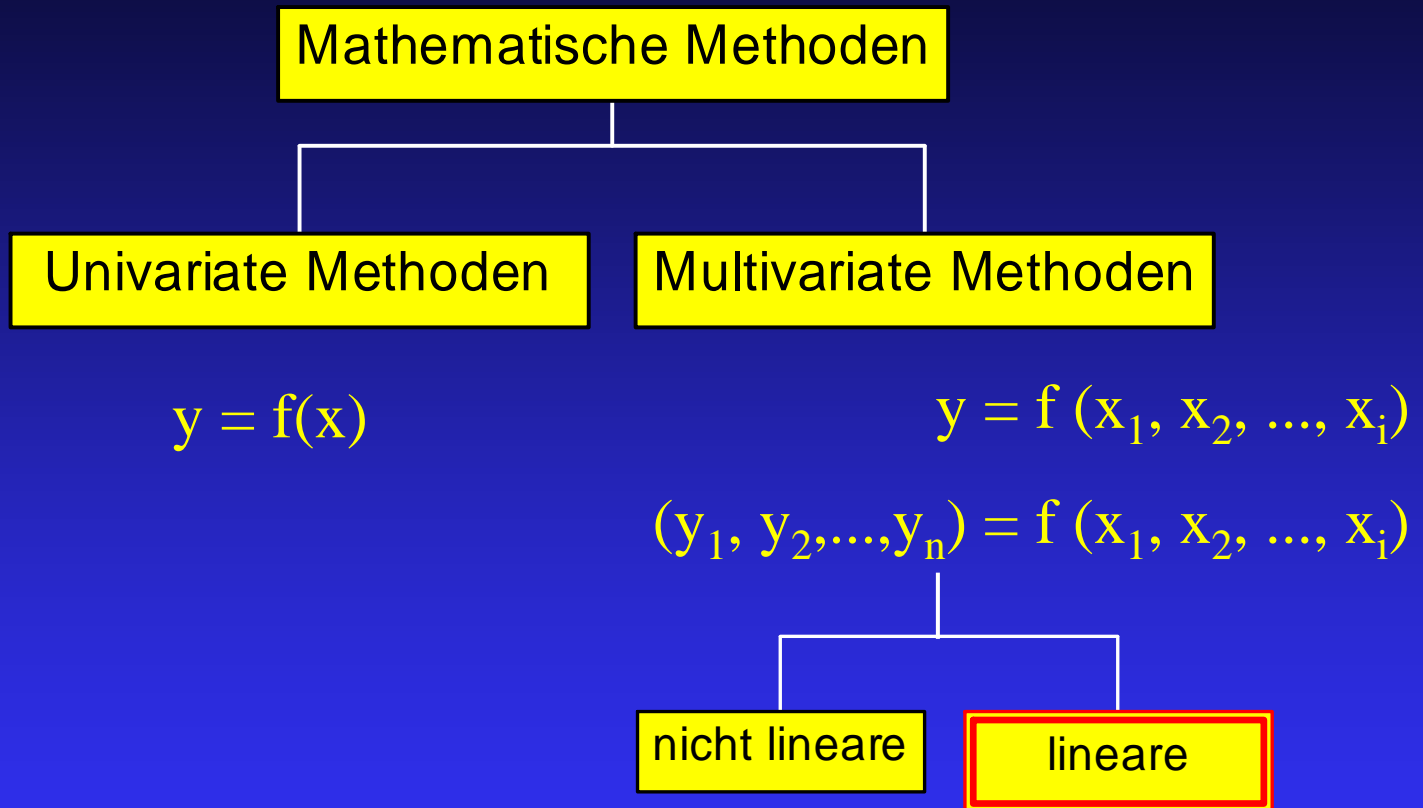 Mathematische Methoden
Univariate Methoden
Multivariate Methoden
y = f(x)
y = f (x₁, x₂, ..., xᵢ)
(y₁, y₂,...,yₙ) = f (x₁, x₂, ..., xᵢ)
nicht lineare
lineare